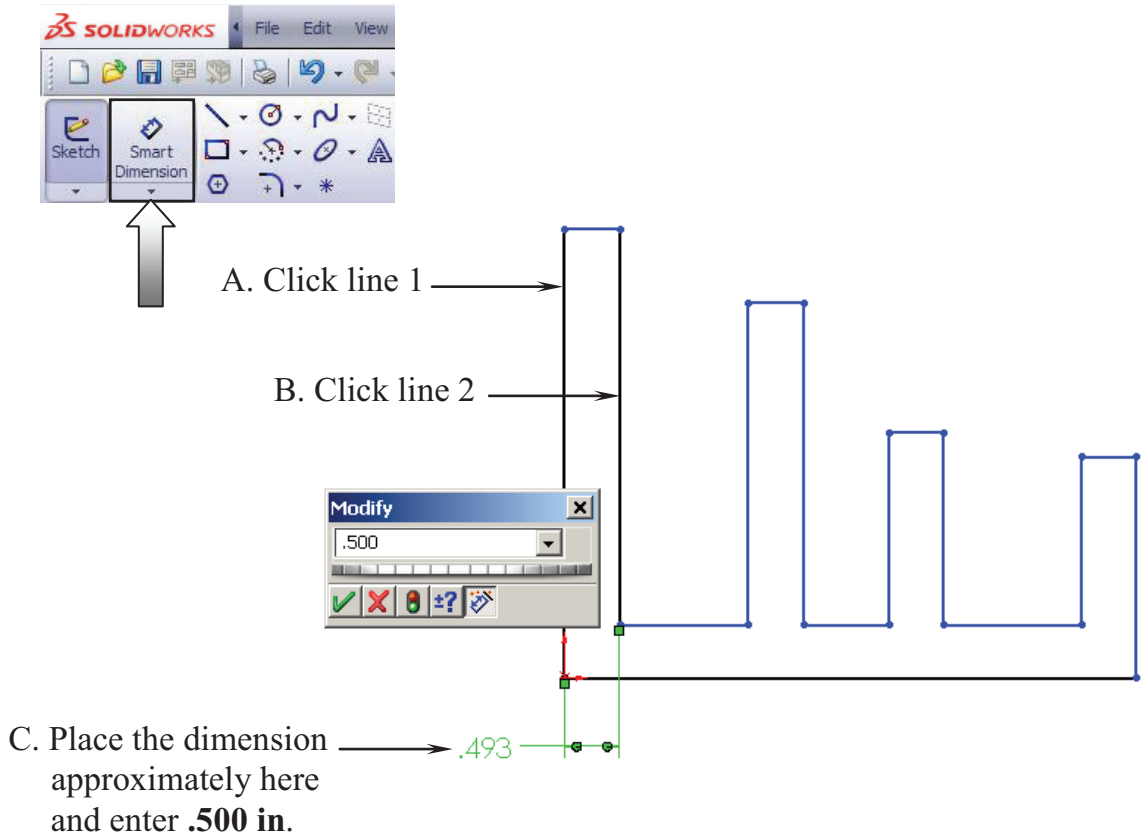 SOLIDWORKS File Edit View
Sketch
Smart
Dimension
A. Click line 1
B. Click line 2
Modify
.500
±?
C. Place the dimension
approximately here
and enter .500 in.
.493